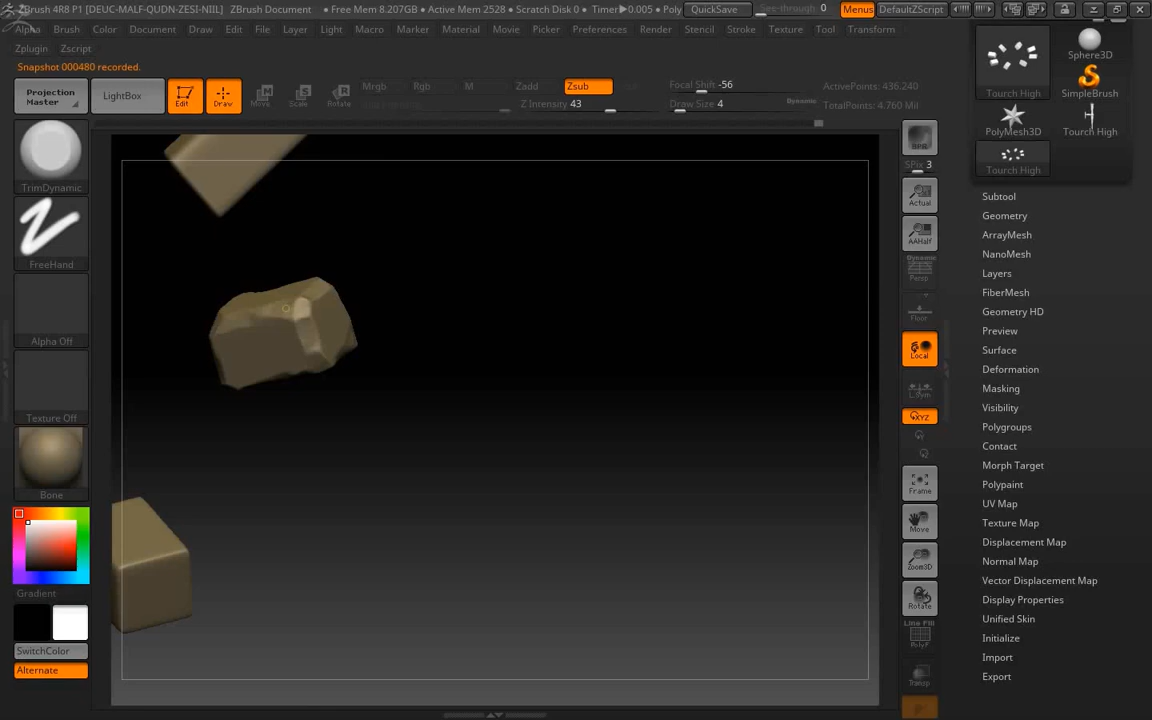 ZBrush 4R8 P1 [DEUC-MALF-QUDN-ZESI-NIIL] ZBrush Document • Free Mem 8.207GB • Active Mem 2528 • Scratch Disk 0 • Timer▶0.005 • Poly QuickSave See-through 0 Menus DefaultZScript
Alpha Brush Color Document Draw Edit File Layer Light Macro Marker Material Movie Picker Preferences Render Stencil Stroke Texture Tool Transform
Zplugin Zscript
Snapshot 000480 recorded.
Projection
Master
LightBox
Edit
Draw
Move
Scale
Rotate
Mrgb Rgb M Zadd Zsub
Z Intensity 43
Focal Shift -56
Draw Size 4
Dynamic
ActivePoints: 436.240
TotalPoints: 4.760 Mil
TrimDynamic
FreeHand
Alpha Off
Texture Off
Bone
Gradient
SwitchColor
Alternate
BPR
SPix 3
Actual
AAHalf
Dynamic
Persp
Floor
Local
L.Sym
XYZ
Frame
Move
Zoom3D
Rotate
Line Fill
PolyF
Transp
Tourch High
Sphere3D
SimpleBrush
PolyMesh3D
Tourch High
Tourch High
Subtool
Geometry
ArrayMesh
NanoMesh
Layers
FiberMesh
Geometry HD
Preview
Surface
Deformation
Masking
Visibility
Polygroups
Contact
Morph Target
Polypaint
UV Map
Texture Map
Displacement Map
Normal Map
Vector Displacement Map
Display Properties
Unified Skin
Initialize
Import
Export